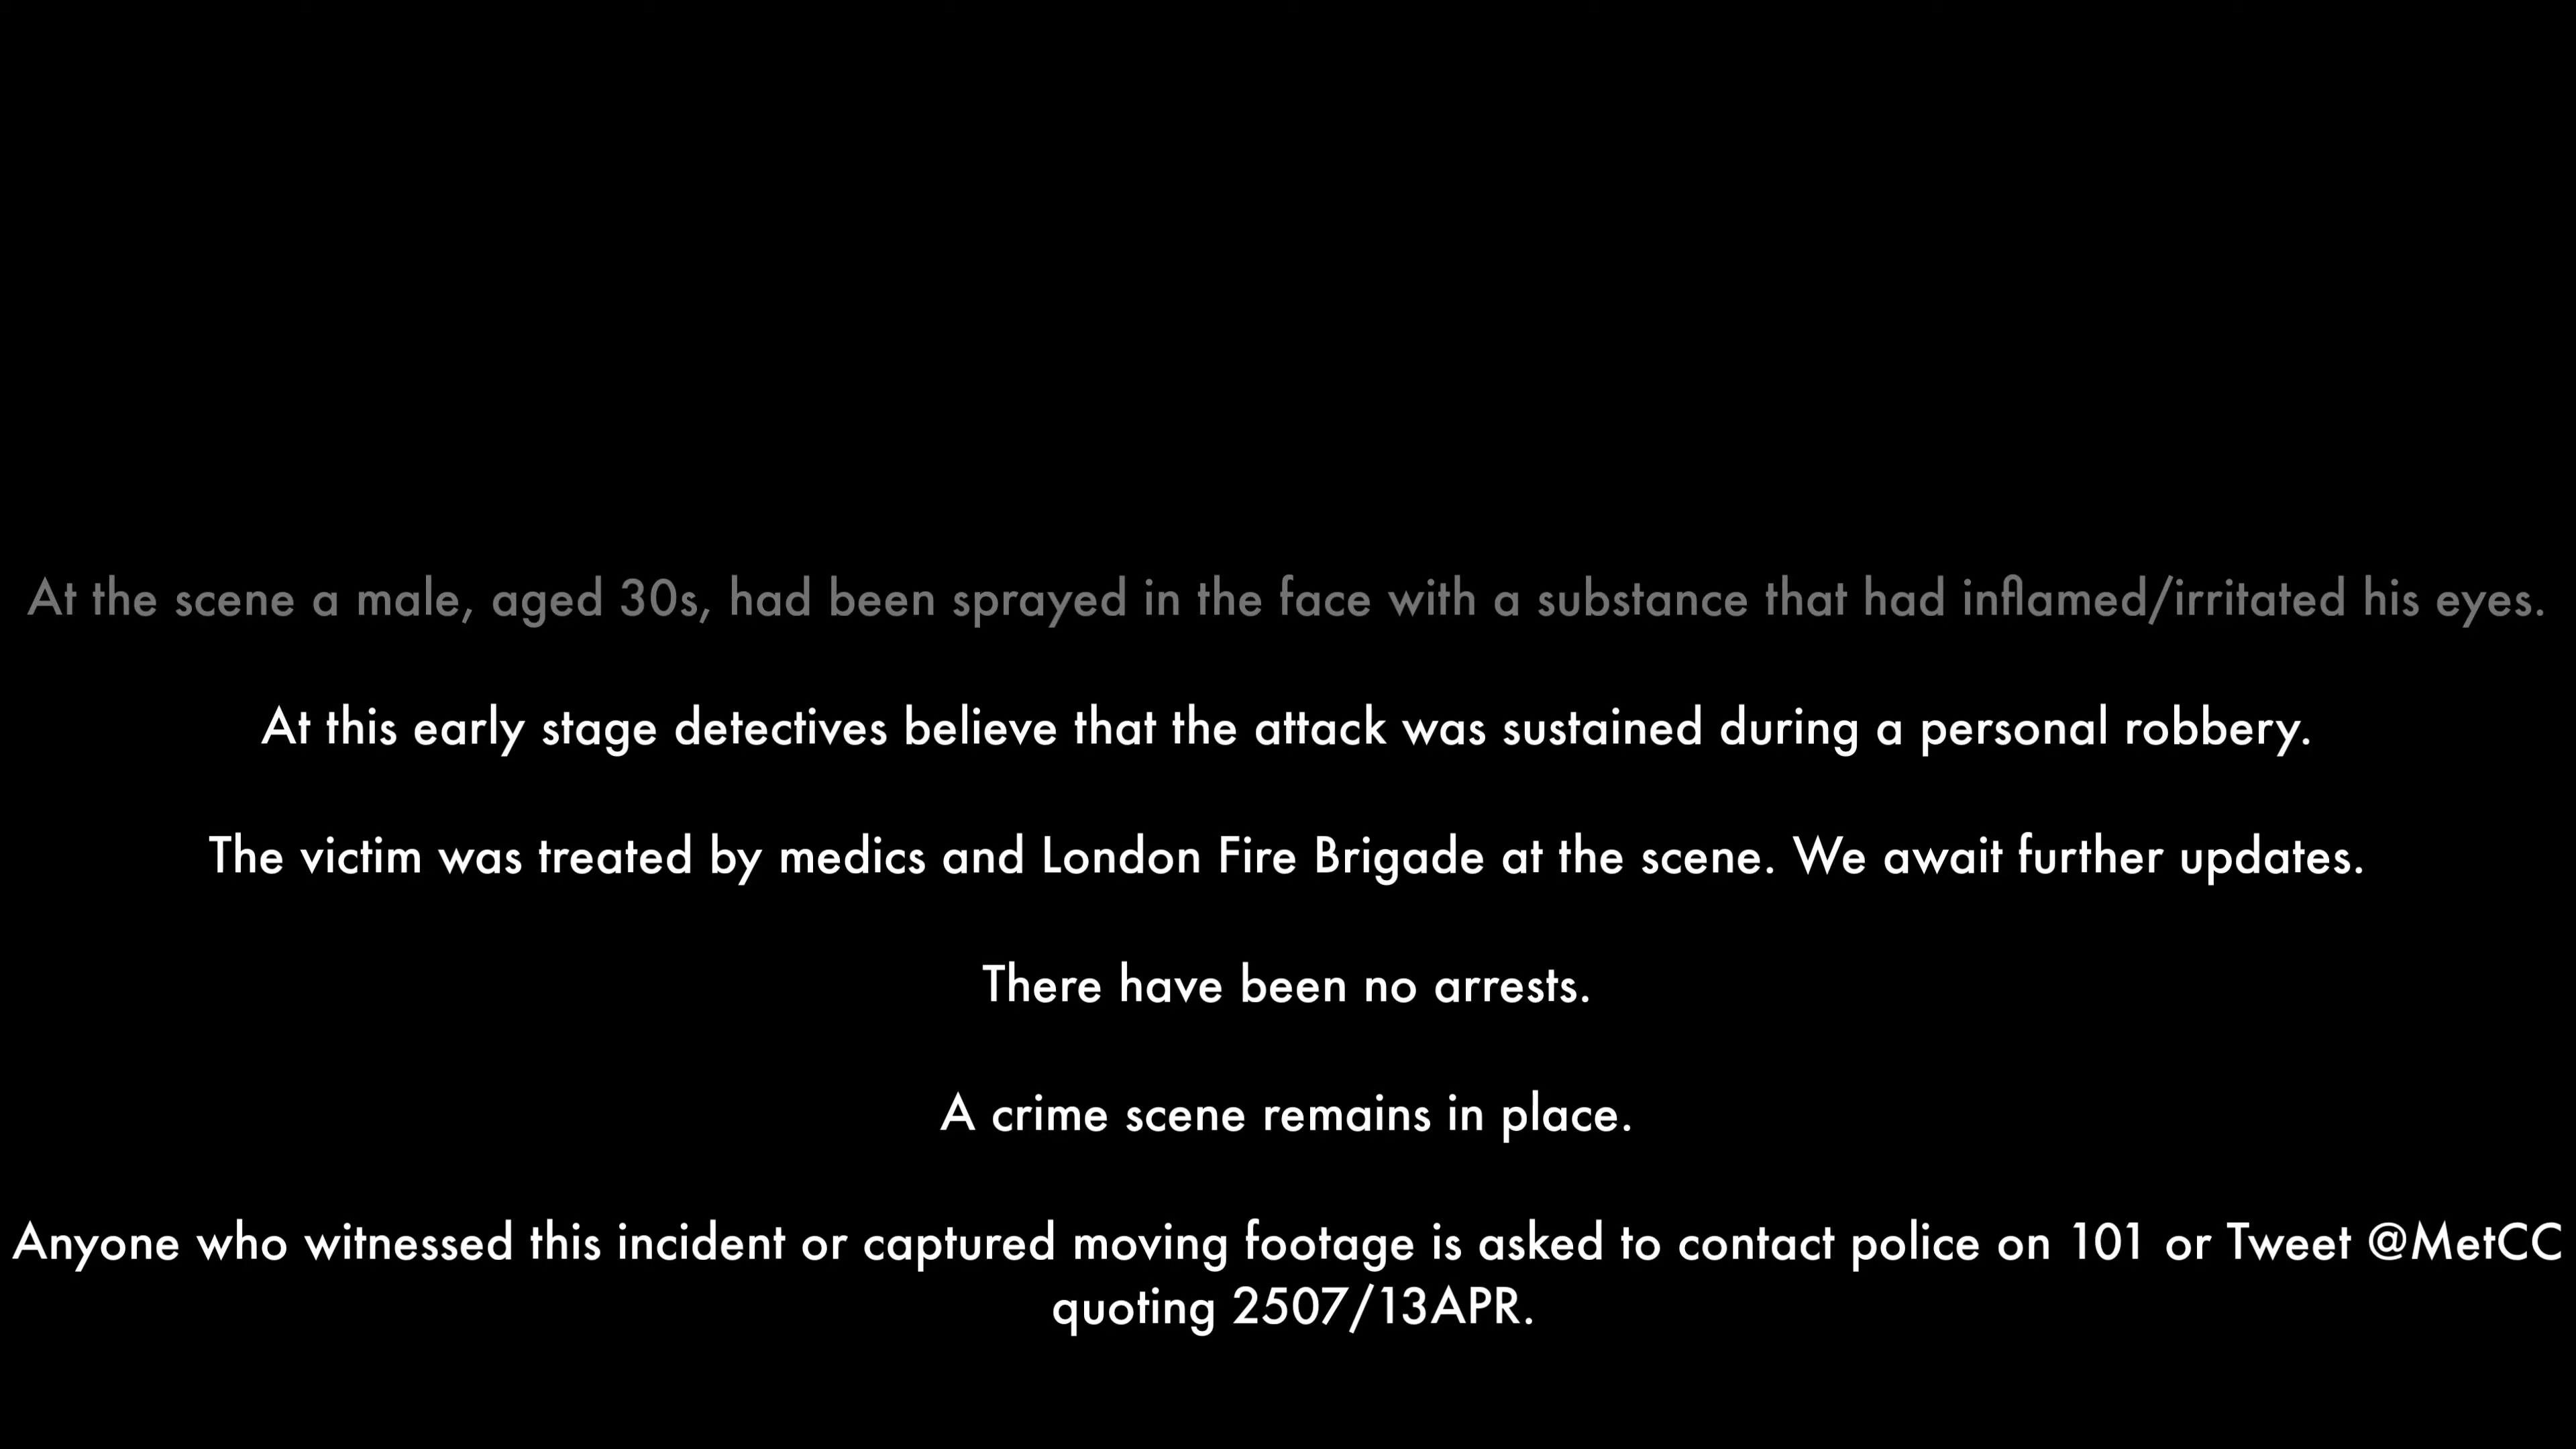 At the scene a male, aged 30s, had been sprayed in the face with a substance that had inflamed/irritated his eyes.
At this early stage detectives believe that the attack was sustained during a personal robbery.
The victim was treated by medics and London Fire Brigade at the scene. We await further updates.
There have been no arrests.
A crime scene remains in place.
Anyone who witnessed this incident or captured moving footage is asked to contact police on 101 or Tweet @MetCC
quoting 2507/13APR.